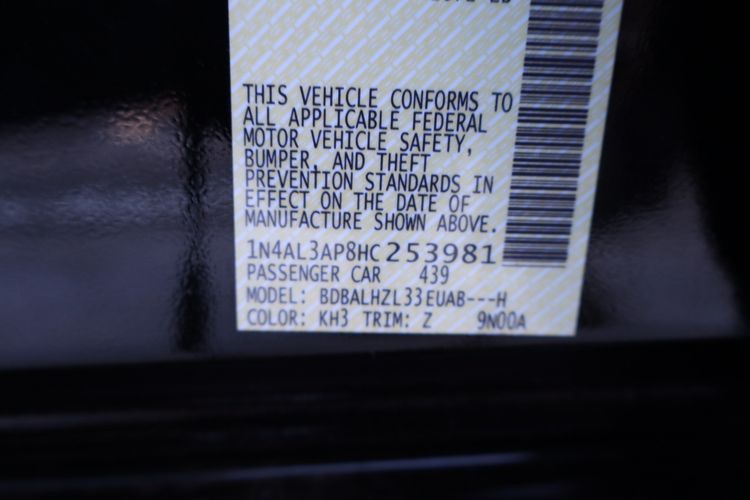 THIS VEHICLE CONFORMS TO
ALL APPLICABLE FEDERAL
MOTOR VEHICLE SAFETY,
BUMPER, AND THEFT
PREVENTION STANDARDS IN
EFFECT ON THE DATE OF
MANUFACTURE SHOWN ABOVE.
1N4AL3AP8HC253981
PASSENGER CAR 439
MODEL: BDBALHZL33EUAB---H
COLOR: KH3 TRIM: Z 9N00A